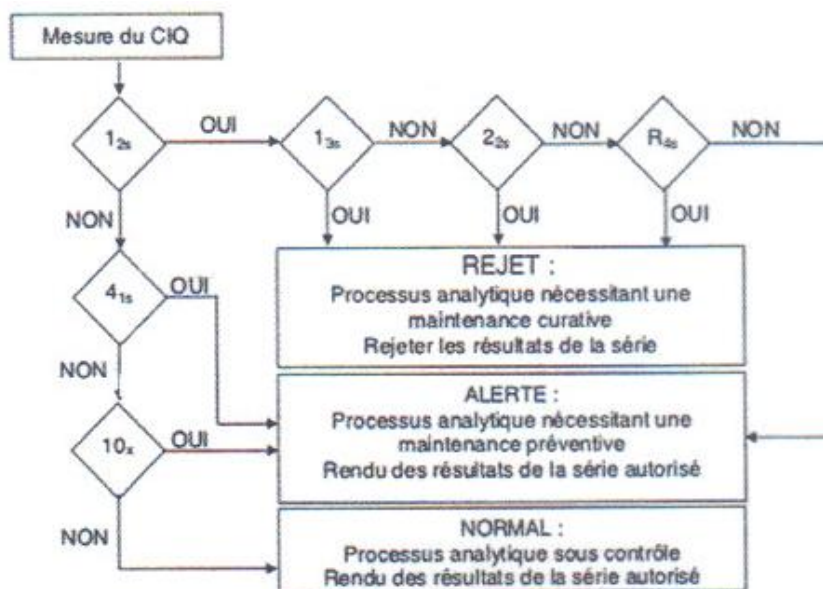 Mesure du CIQ
1₂ₛ
OUI
1₃ₛ
NON
2₂ₛ
NON
R₄ₛ
NON
NON
OUI
OUI
OUI
4₁ₛ
OUI
REJET :
Processus analytique nécessitant une
maintenance curative
Rejeter les résultats de la série
NON
ALERTE :
Processus analytique nécessitant une
maintenance préventive
Rendu des résultats de la série autorisé
10ₓ
OUI
NON
NORMAL :
Processus analytique sous contrôle
Rendu des résultats de la série autorisé